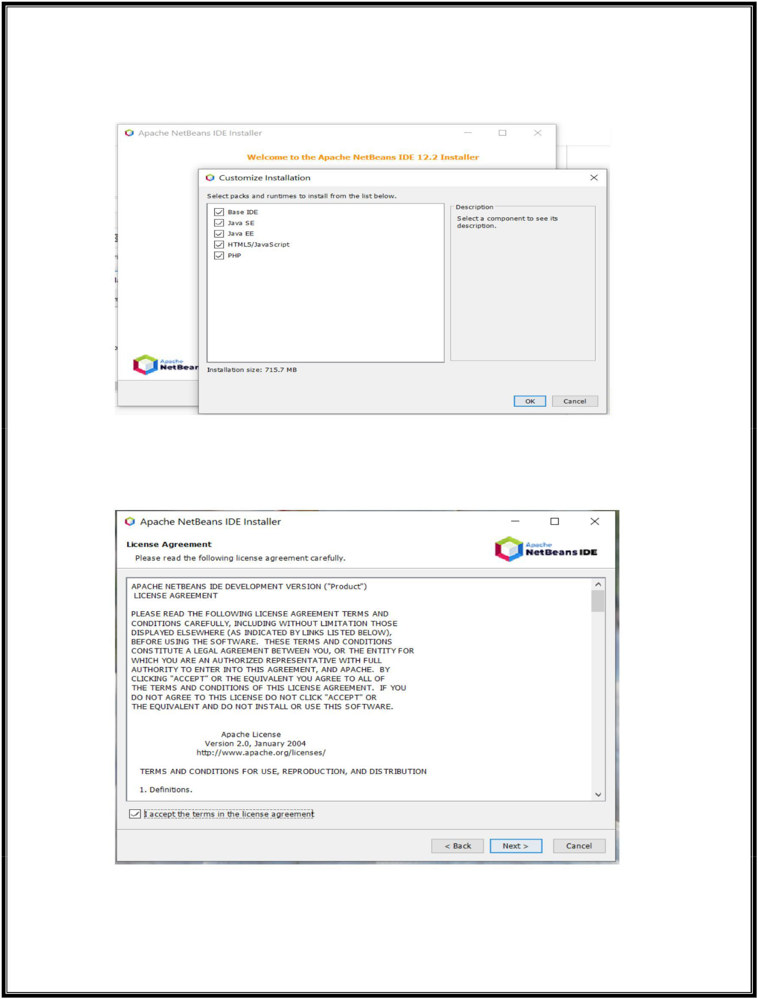 Apache NetBeans IDE Installer
Welcome to the Apache NetBeans IDE 12.2 Installer
Customize Installation
Select packs and runtimes to install from the list below.
Base IDE
Java SE
Java EE
HTML5/JavaScript
PHP
Description
Select a component to see its
description.
Apache
NetBean
Installation size: 715.7 MB
OK
Cancel
Apache NetBeans IDE Installer
License Agreement
Please read the following license agreement carefully.
Apache
NetBeans IDE
APACHE NETBEANS IDE DEVELOPMENT VERSION ("Product")
LICENSE AGREEMENT
PLEASE READ THE FOLLOWING LICENSE AGREEMENT TERMS AND
CONDITIONS CAREFULLY, INCLUDING WITHOUT LIMITATION THOSE
DISPLAYED ELSEWHERE (AS INDICATED BY LINKS LISTED BELOW),
BEFORE USING THE SOFTWARE. THESE TERMS AND CONDITIONS
CONSTITUTE A LEGAL AGREEMENT BETWEEN YOU, OR THE ENTITY FOR
WHICH YOU ARE AN AUTHORIZED REPRESENTATIVE WITH FULL
AUTHORITY TO ENTER INTO THIS AGREEMENT, AND APACHE. BY
CLICKING "ACCEPT" OR THE EQUIVALENT YOU AGREE TO ALL OF
THE TERMS AND CONDITIONS OF THIS LICENSE AGREEMENT. IF YOU
DO NOT AGREE TO THIS LICENSE DO NOT CLICK "ACCEPT" OR
THE EQUIVALENT AND DO NOT INSTALL OR USE THIS SOFTWARE.
Apache License
Version 2.0, January 2004
http://www.apache.org/licenses/
TERMS AND CONDITIONS FOR USE, REPRODUCTION, AND DISTRIBUTION
1. Definitions.
I accept the terms in the license agreement
< Back
Next >
Cancel